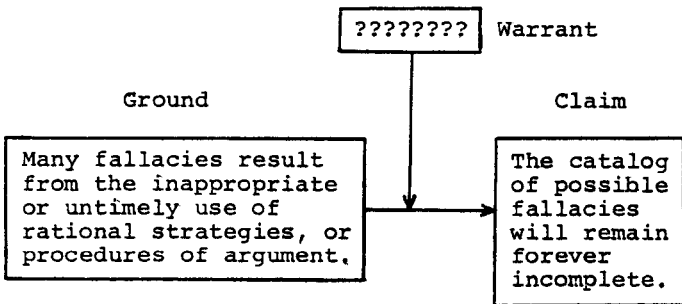 ???????? Warrant
Ground
Claim
Many fallacies result
from the inappropriate
or untimely use of
rational strategies, or
procedures of argument.
The catalog
of possible
fallacies
will remain
forever
incomplete.